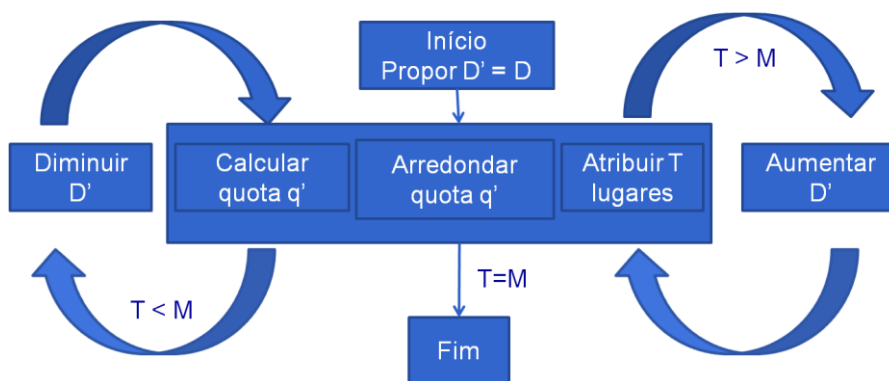 Início
Propor D' = D
T > M
Diminuir
D'
Calcular
quota q'
Arredondar
quota q'
Atribuir T
lugares
Aumentar
D'
T < M
T=M
Fim